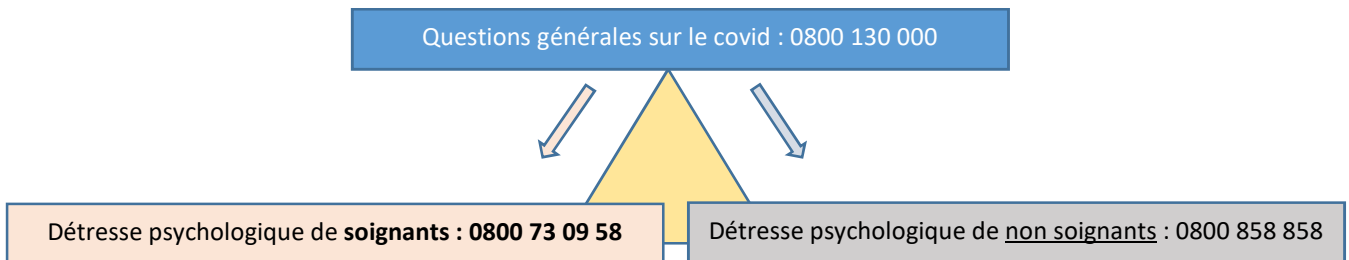 Questions générales sur le covid : 0800 130 000
Détresse psychologique de soignants : 0800 73 09 58
Détresse psychologique de non soignants : 0800 858 858